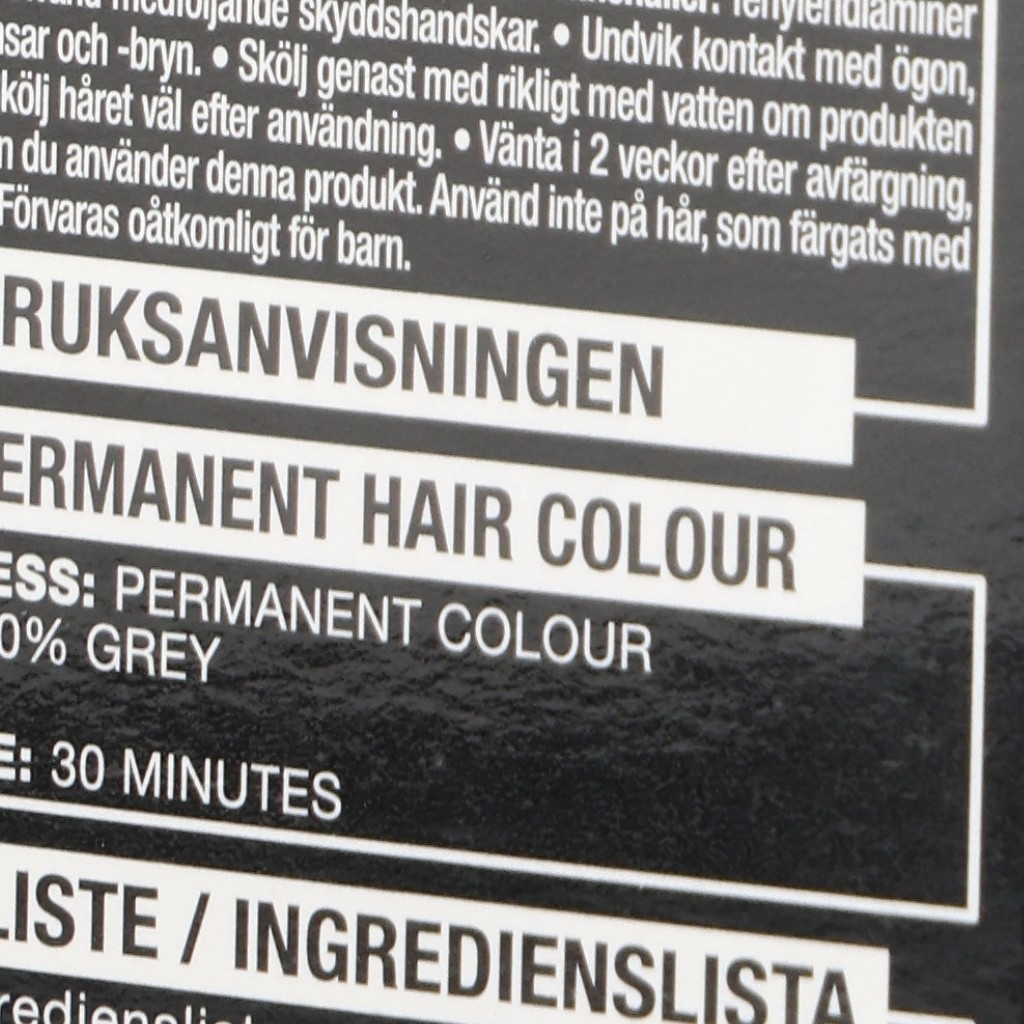 medföljande skyddshandskar. • Undvik kontakt med ögon,
sar och -bryn. • Skölj genast med rikligt med vatten om produkten
kölj håret väl efter användning. • Vänta i 2 veckor efter avfärgning,
n du använder denna produkt. Använd inte på hår, som färgats med
Förvaras oåtkomligt för barn.
RUKSANVISNINGEN
ERMANENT HAIR COLOUR
ESS: PERMANENT COLOUR
0% GREY
E: 30 MINUTES
LISTE / INGREDIENSLISTA